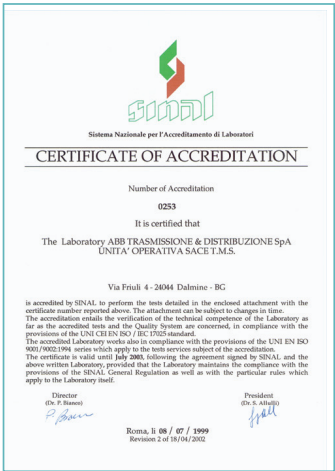 SINAL
Sistema Nazionale per l'Accreditamento di Laboratori
CERTIFICATE OF ACCREDITATION
Number of Accreditation
0253
It is certified that
The Laboratory ABB TRASMISSIONE & DISTRIBUZIONE SpA
UNITA' OPERATIVA SACE T.M.S.
Via Friuli 4 - 24044 Dalmine - BG
is accredited by SINAL to perform the tests detailed in the enclosed attachment with the
certificate number reported above. The attachment can be subject to changes in time.
The accreditation entails the verification of the technical competence of the Laboratory as
far as the accredited tests and the Quality System are concerned, in compliance with the
provisions of the UNI CEI EN ISO / IEC 17025 standard.
The accredited Laboratory works also in compliance with the provisions of the UNI EN ISO
9001/9002:1994 series which apply to the tests services subject of the accreditation.
The certificate is valid until July 2003, following the agreement signed by SINAL and the
above written Laboratory, provided that the Laboratory maintains the compliance with the
provisions of the SINAL General Regulation as well as with the particular rules which
apply to the Laboratory itself.
Director President
(Dr. P. Bianco) (Dr. S. Allulli)
P. Bianco
Roma, lì 08 / 07 / 1999
Revision 2 of 18/04/2002